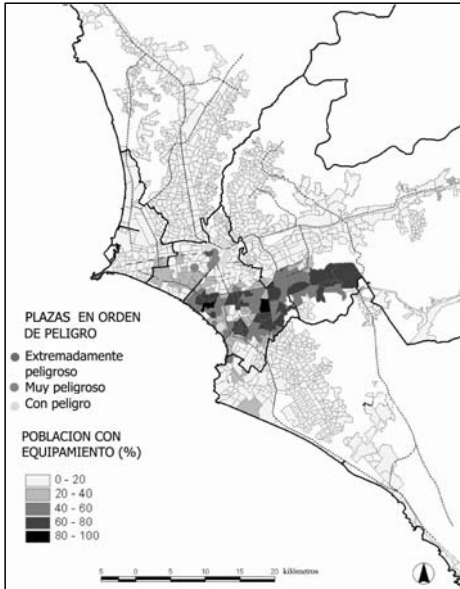 PLAZAS EN ORDEN
DE PELIGRO
Extremadamente
peligroso
Muy peligroso
Con peligro
POBLACION CON
EQUIPAMIENTO (%)
0 - 20
20 - 40
40 - 60
60 - 80
80 - 100
5 0 5 10 15 20 kilómetros